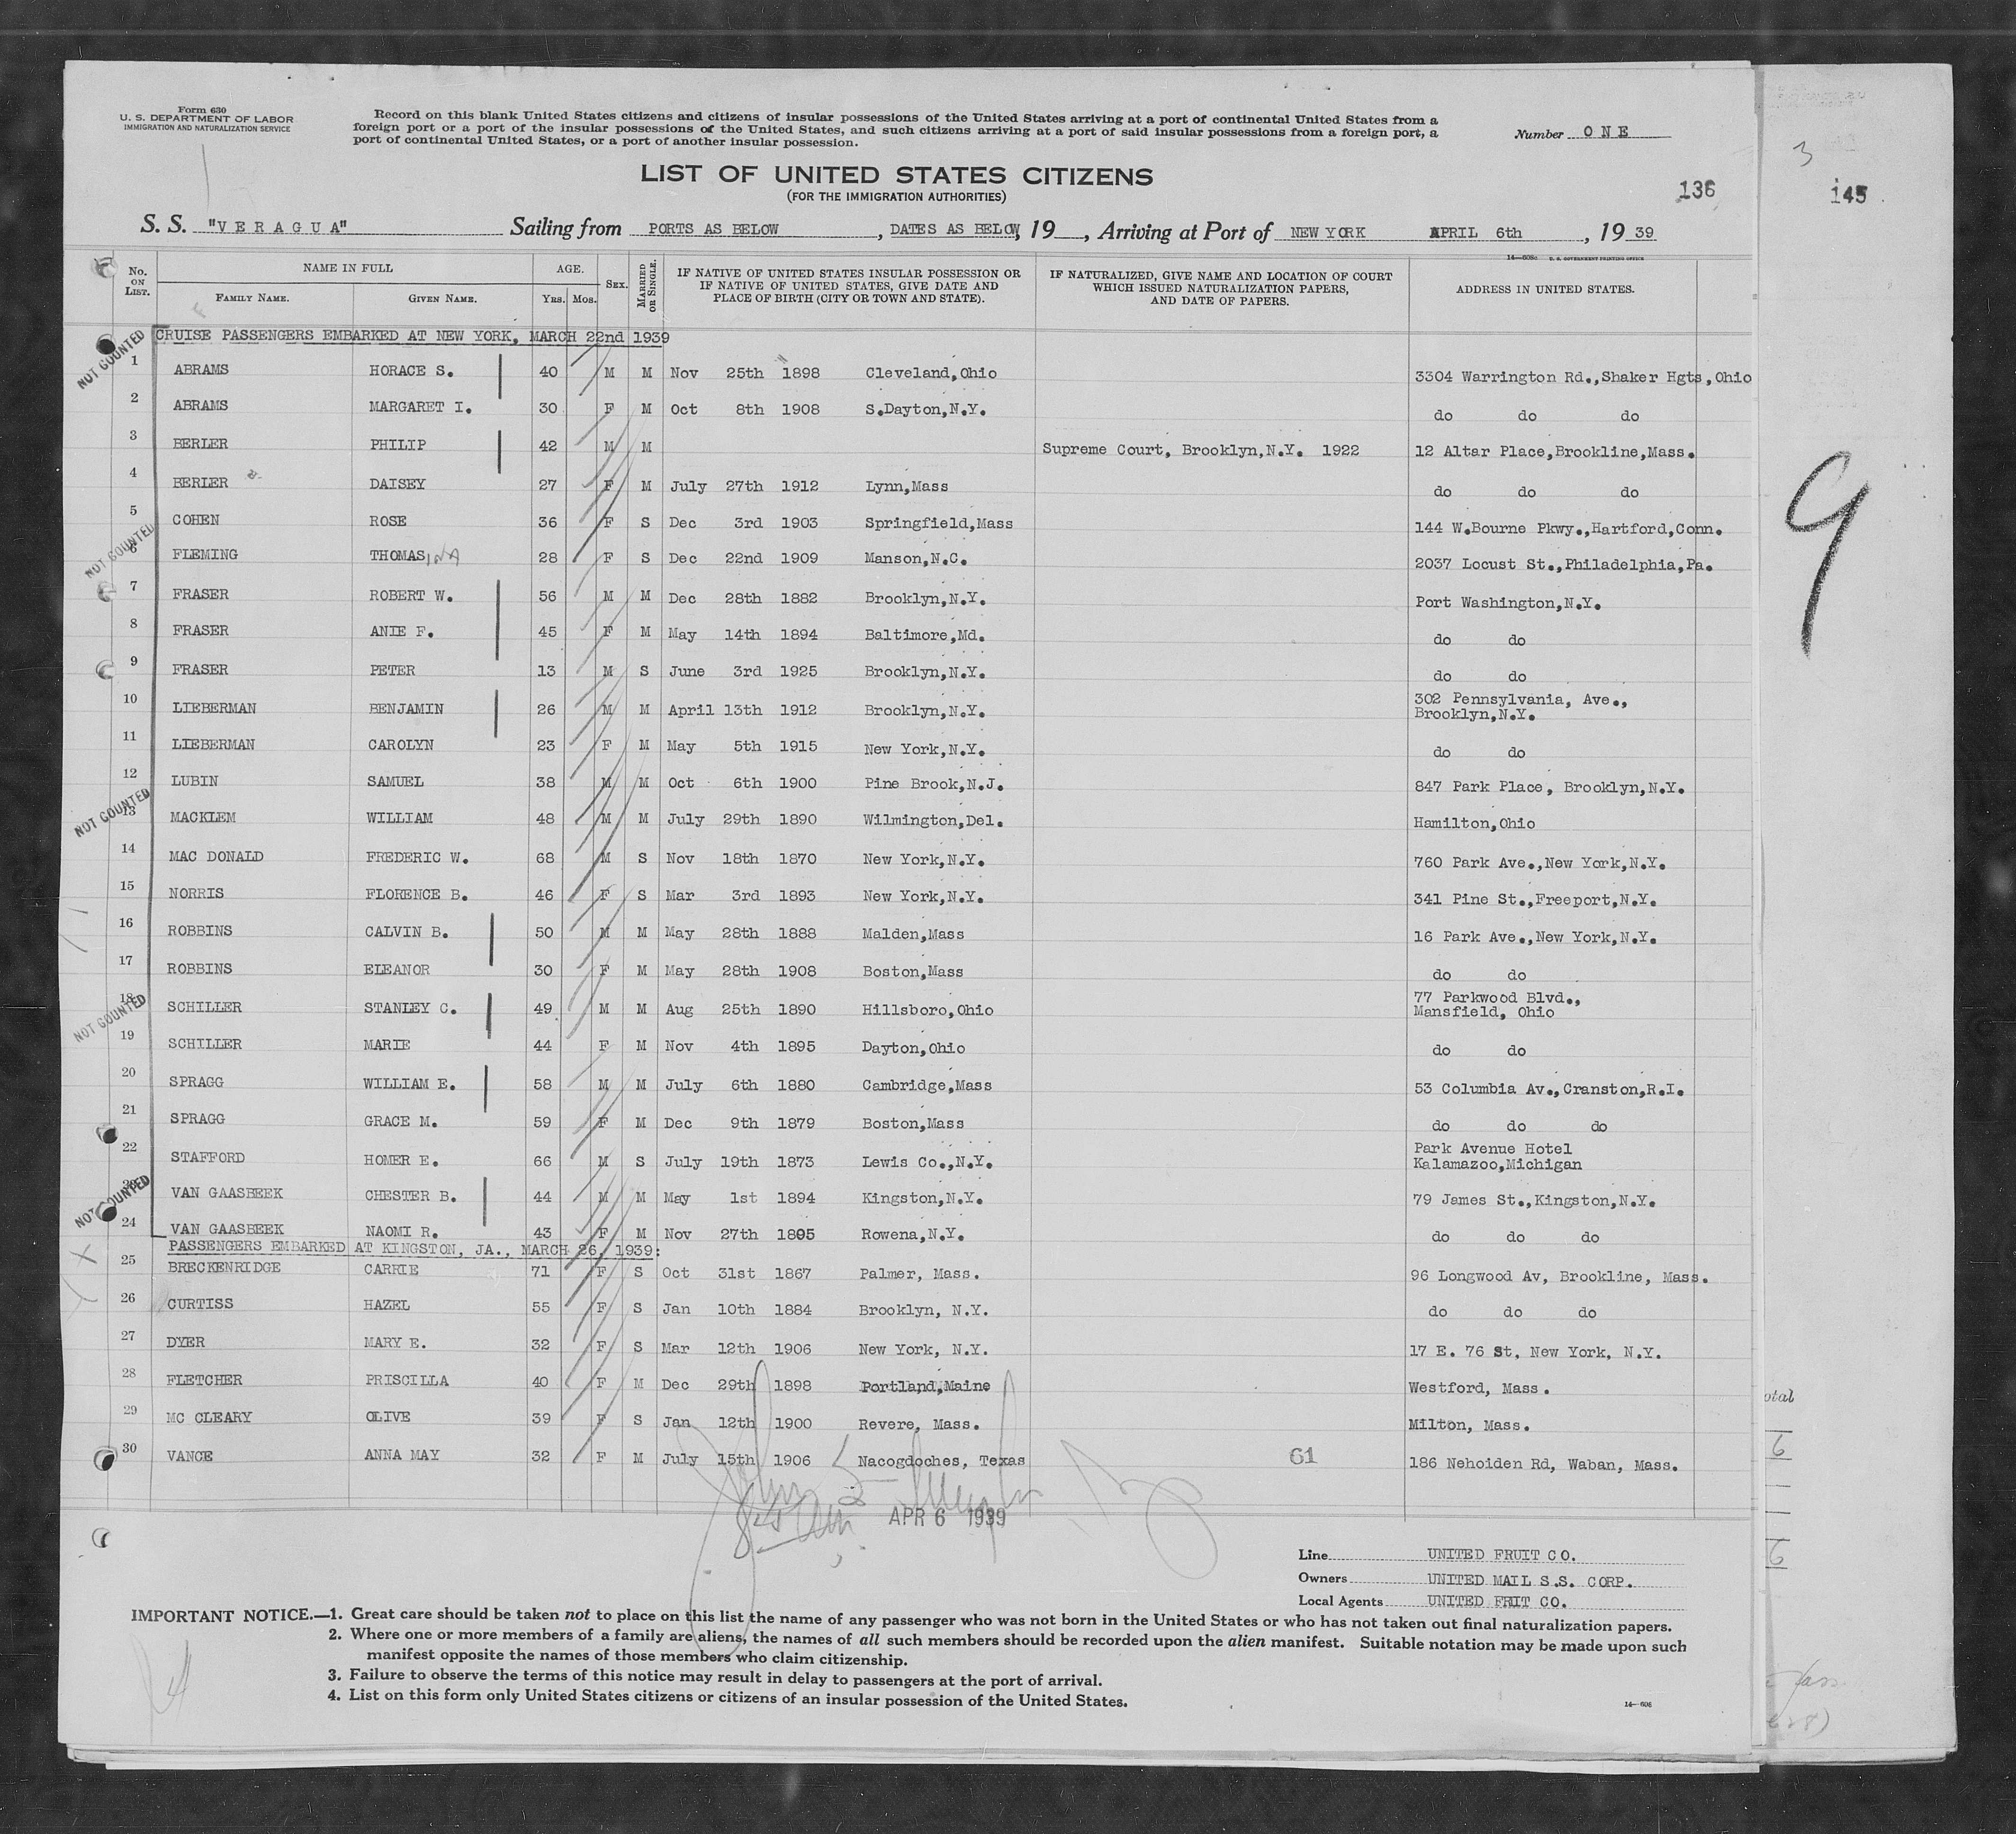 Form 630
U. S. DEPARTMENT OF LABOR
IMMIGRATION AND NATURALIZATION SERVICE
Record on this blank United States citizens and citizens of insular possessions of the United States arriving at a port of continental United States from a
foreign port or a port of the insular possessions of the United States, and such citizens arriving at a port of said insular possessions from a foreign port, a
port of continental United States, or a port of another insular possession.
Number ONE
3
LIST OF UNITED STATES CITIZENS
(FOR THE IMMIGRATION AUTHORITIES)
136
145
S. S. "VERAGUA" Sailing from PORTS AS BELOW, DATES AS BELOW, 19__, Arriving at Port of NEW YORK APRIL 6th, 1939
No. ON LIST. NAME IN FULL AGE. SEX. MARRIED OR SINGLE. IF NATIVE OF UNITED STATES INSULAR POSSESSION OR IF NATIVE OF UNITED STATES, GIVE DATE AND PLACE OF BIRTH (CITY OR TOWN AND STATE). IF NATURALIZED, GIVE NAME AND LOCATION OF COURT WHICH ISSUED NATURALIZATION PAPERS, AND DATE OF PAPERS. ADDRESS IN UNITED STATES.
FAMILY NAME. GIVEN NAME. YRS. MOS.
CRUISE PASSENGERS EMBARKED AT NEW YORK, MARCH 22nd 1939
NOT COUNTED
1 ABRAMS HORACE S. 40 M M Nov 25th 1898 Cleveland,Ohio 3304 Warrington Rd.,Shaker Hgts,Ohio
2 ABRAMS MARGARET I. 30 F M Oct 8th 1908 S.Dayton,N.Y. do do do
3 BERLER PHILIP 42 M M Supreme Court, Brooklyn,N.Y. 1922 12 Altar Place,Brookline,Mass.
4 BERLER DAISEY 27 F M July 27th 1912 Lynn,Mass do do do
5 COHEN ROSE 36 F S Dec 3rd 1903 Springfield,Mass 144 W.Bourne Pkwy.,Hartford,Conn.
NOT COUNTED
6 FLEMING THOMASINA 28 F S Dec 22nd 1909 Manson,N.C. 2037 Locust St.,Philadelphia,Pa.
7 FRASER ROBERT W. 56 M M Dec 28th 1882 Brooklyn,N.Y. Port Washington,N.Y.
8 FRASER ANIE F. 45 F M May 14th 1894 Baltimore,Md. do do
9 FRASER PETER 13 M S June 3rd 1925 Brooklyn,N.Y. do do
10 LIEBERMAN BENJAMIN 26 M M April 13th 1912 Brooklyn,N.Y. 302 Pennsylvania, Ave., Brooklyn,N.Y.
11 LIEBERMAN CAROLYN 23 F M May 5th 1915 New York,N.Y. do do
12 LUBIN SAMUEL 38 M M Oct 6th 1900 Pine Brook,N.J. 847 Park Place, Brooklyn,N.Y.
NOT COUNTED
13 MACKLEM WILLIAM 48 M M July 29th 1890 Wilmington,Del. Hamilton,Ohio
14 MAC DONALD FREDERIC W. 68 M S Nov 18th 1870 New York,N.Y. 760 Park Ave.,New York,N.Y.
15 NORRIS FLORENCE B. 46 F S Mar 3rd 1893 New York,N.Y. 341 Pine St.,Freeport,N.Y.
16 ROBBINS CALVIN B. 50 M M May 28th 1888 Malden,Mass 16 Park Ave.,New York,N.Y.
17 ROBBINS ELEANOR 30 F M May 28th 1908 Boston,Mass do do
NOT COUNTED
18 SCHILLER STANLEY C. 49 M M Aug 25th 1890 Hillsboro,Ohio 77 Parkwood Blvd., Mansfield, Ohio
19 SCHILLER MARIE 44 F M Nov 4th 1895 Dayton,Ohio do do
20 SPRAGG WILLIAM E. 58 M M July 6th 1880 Cambridge,Mass 53 Columbia Av.,Cranston,R.I.
21 SPRAGG GRACE M. 59 F M Dec 9th 1879 Boston,Mass do do do
22 STAFFORD HOMER E. 66 M S July 19th 1873 Lewis Co.,N.Y. Park Avenue Hotel Kalamazoo,Michigan
NOT COUNTED
23 VAN GAASBEEK CHESTER B. 44 M M May 1st 1894 Kingston,N.Y. 79 James St.,Kingston,N.Y.
24 VAN GAASBEEK NAOMI R. 43 F M Nov 27th 1895 Rowena,N.Y. do do do
PASSENGERS EMBARKED AT KINGSTON, JA., MARCH 26, 1939:
25 BRECKENRIDGE CARRIE 71 F S Oct 31st 1867 Palmer, Mass. 96 Longwood Av, Brookline, Mass.
26 CURTISS HAZEL 55 F S Jan 10th 1884 Brooklyn, N.Y. do do do
27 DYER MARY E. 32 F S Mar 12th 1906 New York, N.Y. 17 E. 76 St, New York, N.Y.
28 FLETCHER PRISCILLA 40 F M Dec 29th 1898 Portland,Maine Westford, Mass.
29 MC CLEARY OLIVE 39 F S Jan 12th 1900 Revere, Mass. Milton, Mass.
30 VANCE ANNA MAY 32 F M July 15th 1906 Nacogdoches, Texas 186 Nehoiden Rd, Waban, Mass.
61
APR 6 1939
Line UNITED FRUIT CO.
Owners UNITED MAIL S.S. CORP.
Local Agents UNITED FRUIT CO.
IMPORTANT NOTICE.—1. Great care should be taken not to place on this list the name of any passenger who was not born in the United States or who has not taken out final naturalization papers.
2. Where one or more members of a family are aliens, the names of all such members should be recorded upon the alien manifest. Suitable notation may be made upon such
manifest opposite the names of those members who claim citizenship.
3. Failure to observe the terms of this notice may result in delay to passengers at the port of arrival.
4. List on this form only United States citizens or citizens of an insular possession of the United States.
9
otal
6
6